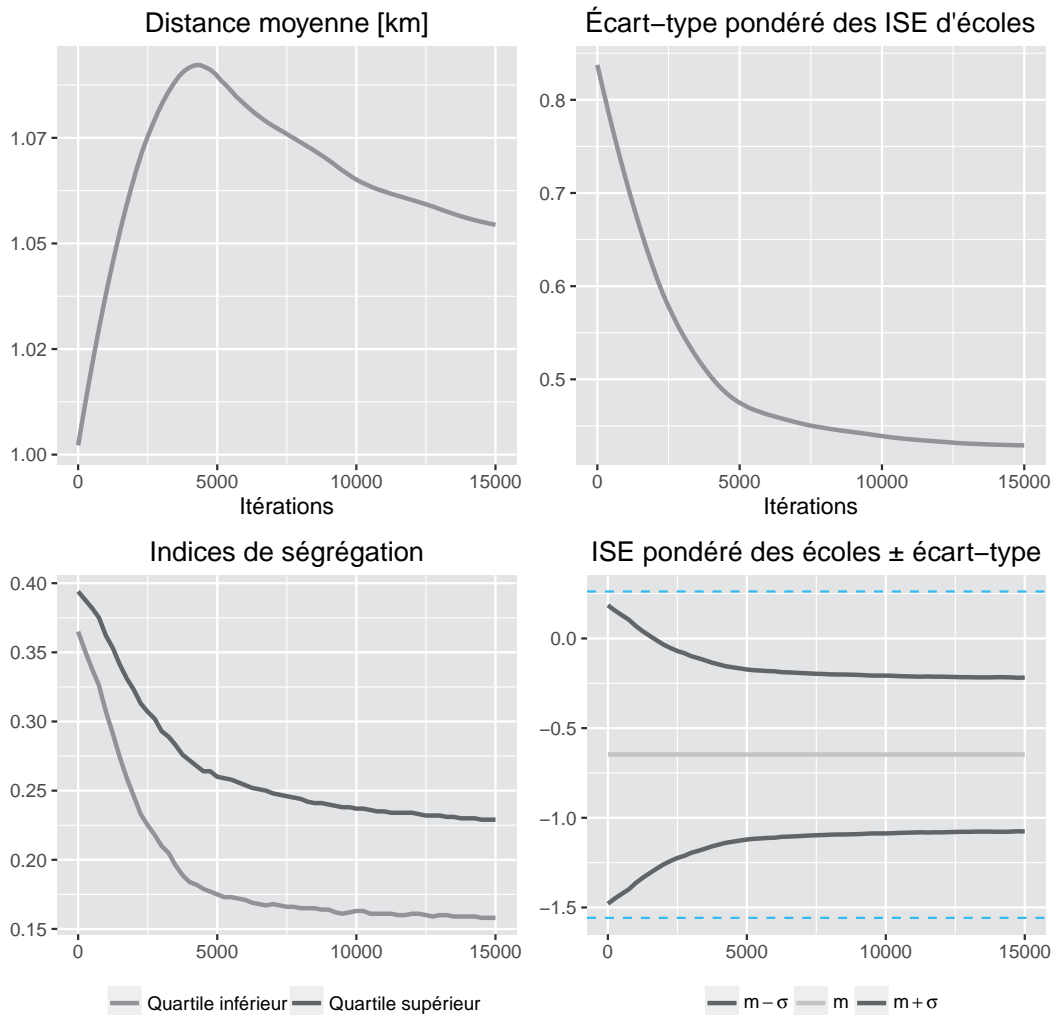 Distance moyenne [km]
1.07
1.05
1.02
1.00
0 5000 10000 15000
Itérations
Écart−type pondéré des ISE d'écoles
0.8
0.7
0.6
0.5
0 5000 10000 15000
Itérations
Indices de ségrégation
0.40
0.35
0.30
0.25
0.20
0.15
0 5000 10000 15000
Quartile inférieur Quartile supérieur
ISE pondéré des écoles ± écart−type
0.0
−0.5
−1.0
−1.5
0 5000 10000 15000
m − σ m m + σ